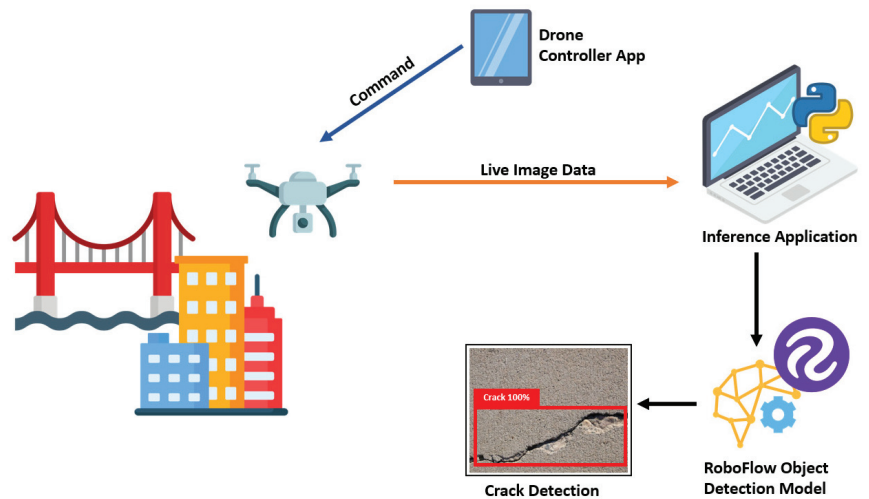 Drone
Controller App
Command
Live Image Data
Inference Application
Crack 100%
Crack Detection
RoboFlow Object
Detection Model